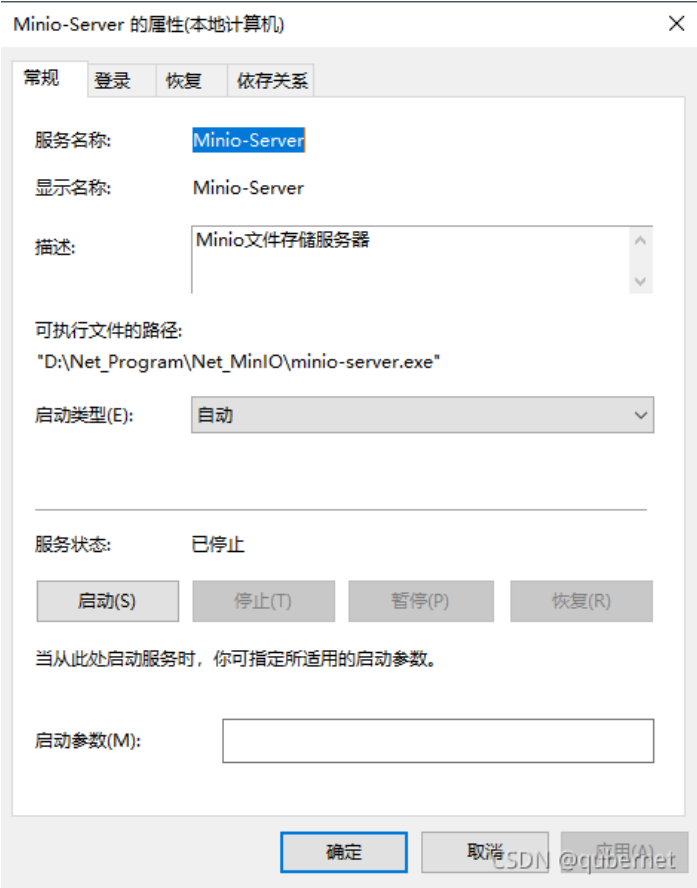 Minio-Server 的属性(本地计算机)
常规 登录 恢复 依存关系
服务名称: Minio-Server
显示名称: Minio-Server
描述: Minio文件存储服务器
可执行文件的路径:
"D:\Net_Program\Net_MinIO\minio-server.exe"
启动类型(E): 自动
服务状态: 已停止
启动(S) 停止(T) 暂停(P) 恢复(R)
当从此处启动服务时，你可指定所适用的启动参数。
启动参数(M):
确定 取消 应用(A)
CSDN @qubernet